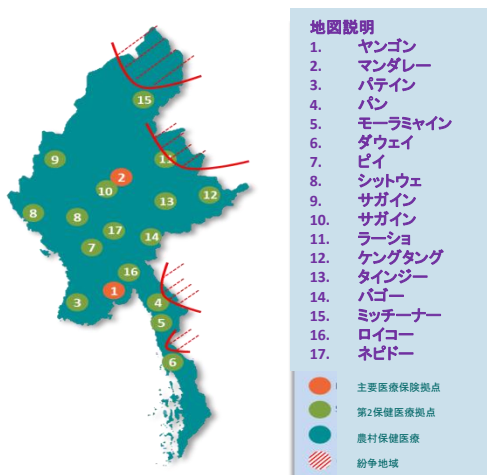 地図説明
1. ヤンゴン
2. マンダレー
3. パテイン
4. パン
5. モーラミャイン
6. ダウェイ
7. ピイ
8. シットウェ
9. サガイン
10. サガイン
11. ラーショ
12. ケングタング
13. タインジー
14. バゴー
15. ミッチーナー
16. ロイコー
17. ネピドー
主要医療保険拠点
第2保健医療拠点
農村保健医療
紛争地域
15
9
2
10
12
13
8
8
17
14
7
16
1
3
4
5
6